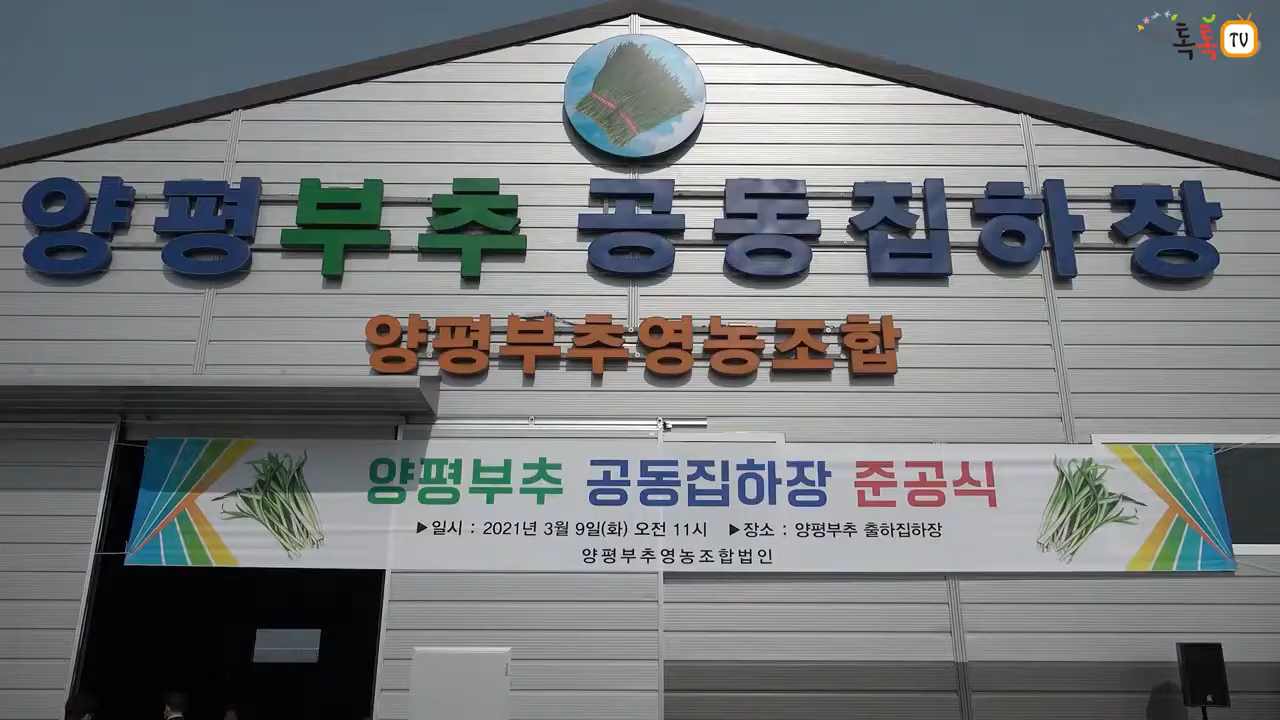 톡톡 TV
양평부추 공동집하장
양평부추영농조합
양평부추 공동집하장 준공식
▶일시 : 2021년 3월 9일(화) 오전 11시 ▶장소 : 양평부추 출하집하장
양평부추영농조합법인